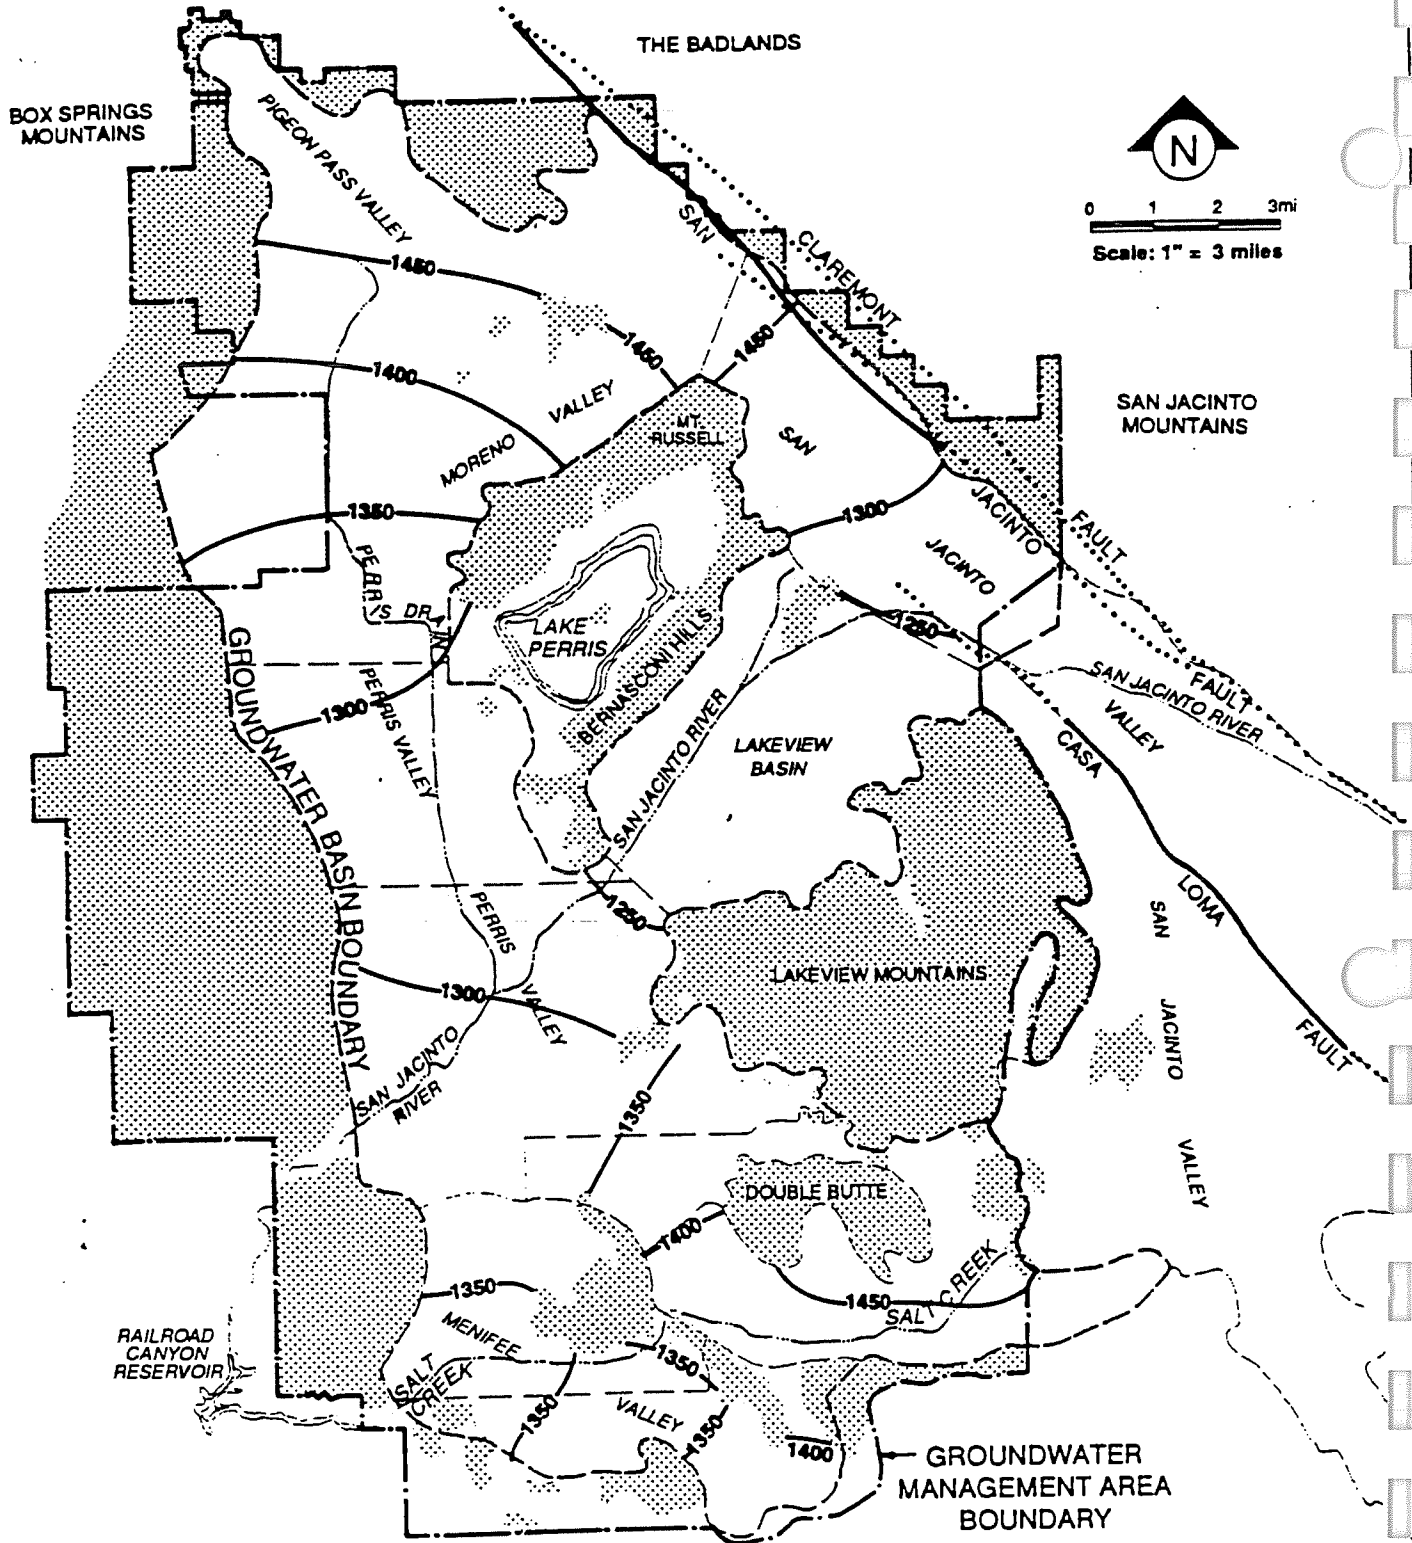 THE BADLANDS
BOX SPRINGS
MOUNTAINS
PIGEON PASS VALLEY
N
0 1 2 3mi
Scale: 1" = 3 miles
SAN
CLAREMONT
1450
1450
1450
1400
VALLEY
MORENO
MT.
RUSSELL
SAN
SAN JACINTO
MOUNTAINS
1350
1300
JACINTO
FAULT
JACINTO
PERRIS DRAIN
LAKE
PERRIS
1250
GROUNDWATER BASIN BOUNDARY
BERNASCONI HILLS
SAN JACINTO RIVER
FAULT
PERRIS VALLEY
1300
SAN JACINTO RIVER
LAKEVIEW
BASIN
VALLEY
CASA
LOMA
FAULT
PERRIS
VALLEY
1250
SAN
JACINTO
VALLEY
LAKEVIEW MOUNTAINS
1300
SAN JACINTO
RIVER
1350
DOUBLE BUTTE
1400
1350
1450
SALT CREEK
MENIFEE
VALLEY
RAILROAD
CANYON
RESERVOIR
SALT
CREEK
1350
1350
1350
1400
GROUNDWATER
MANAGEMENT AREA
BOUNDARY